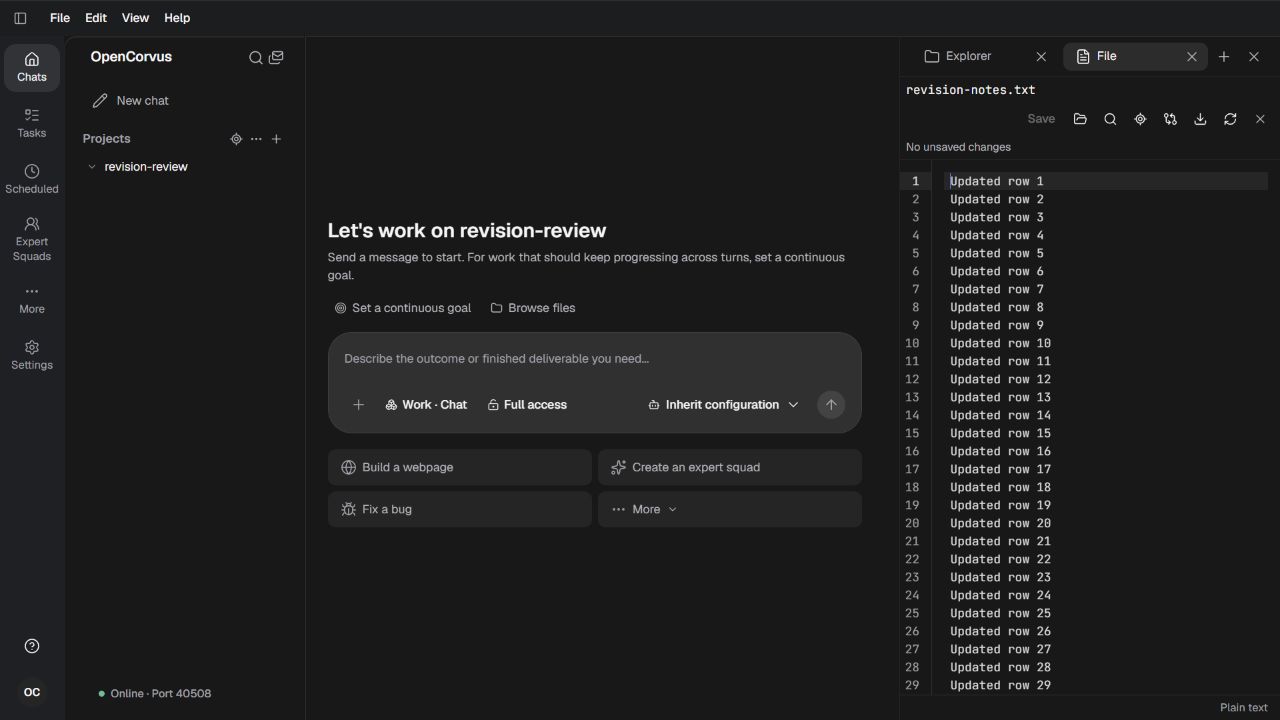 File Edit View Help
Chats
Tasks
Scheduled
Expert
Squads
More
Settings
OC
OpenCorvus
New chat
Projects
revision-review
Online · Port 40508
Let's work on revision-review
Send a message to start. For work that should keep progressing across turns, set a continuous
goal.
Set a continuous goal Browse files
Describe the outcome or finished deliverable you need...
Work · Chat Full access Inherit configuration
Build a webpage Create an expert squad
Fix a bug More
Explorer File
revision-notes.txt
Save
No unsaved changes
1 Updated row 1
2 Updated row 2
3 Updated row 3
4 Updated row 4
5 Updated row 5
6 Updated row 6
7 Updated row 7
8 Updated row 8
9 Updated row 9
10 Updated row 10
11 Updated row 11
12 Updated row 12
13 Updated row 13
14 Updated row 14
15 Updated row 15
16 Updated row 16
17 Updated row 17
18 Updated row 18
19 Updated row 19
20 Updated row 20
21 Updated row 21
22 Updated row 22
23 Updated row 23
24 Updated row 24
25 Updated row 25
26 Updated row 26
27 Updated row 27
28 Updated row 28
29 Updated row 29
Plain text